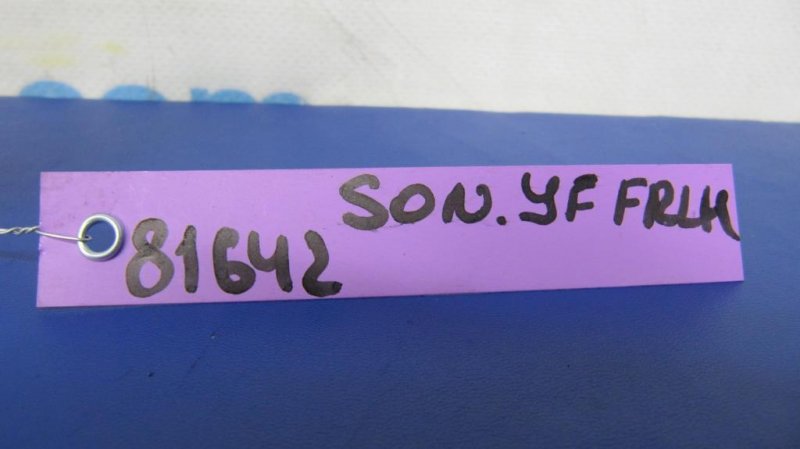 SON. YF FRLH
81642